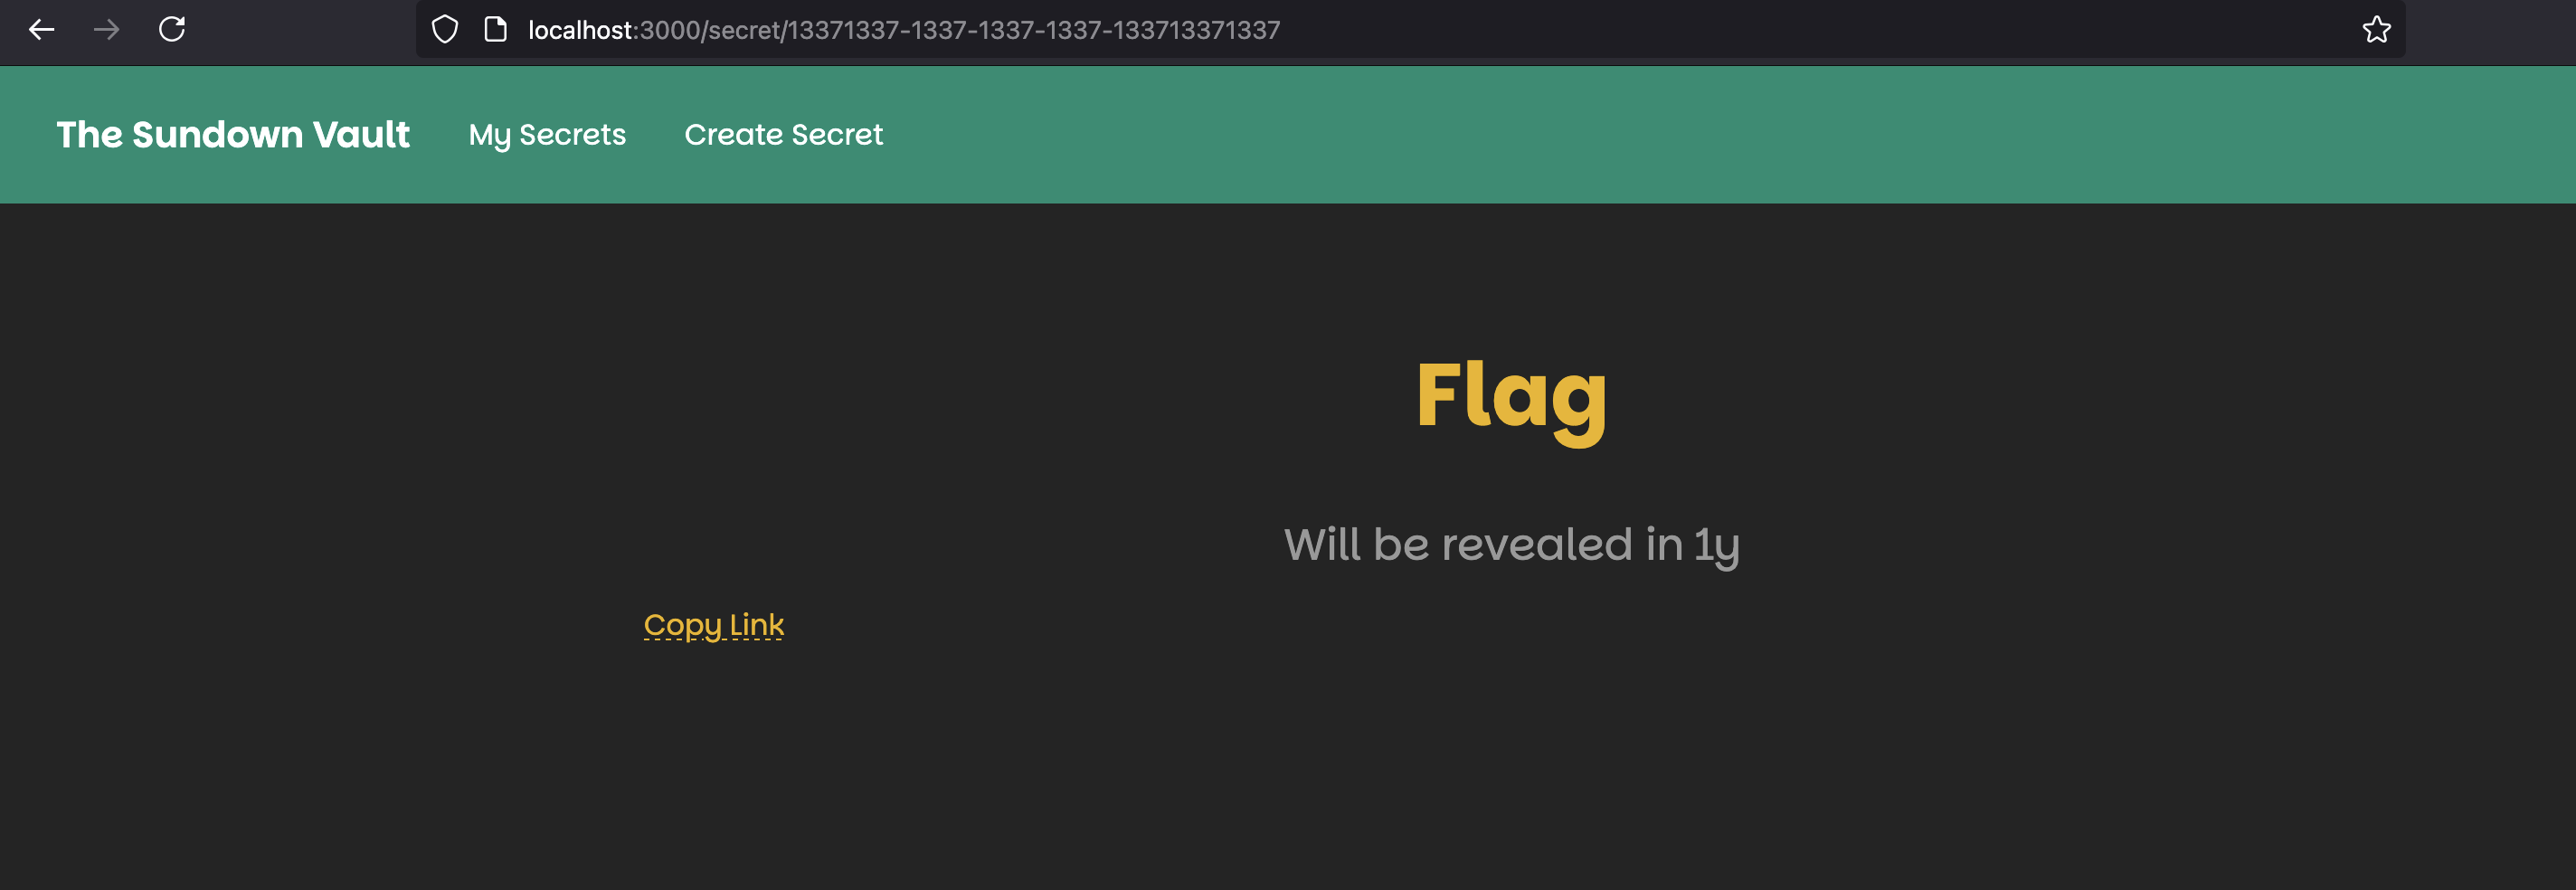 localhost:3000/secret/13371337-1337-1337-1337-133713371337
The Sundown Vault My Secrets Create Secret
Flag
Will be revealed in 1y
Copy Link